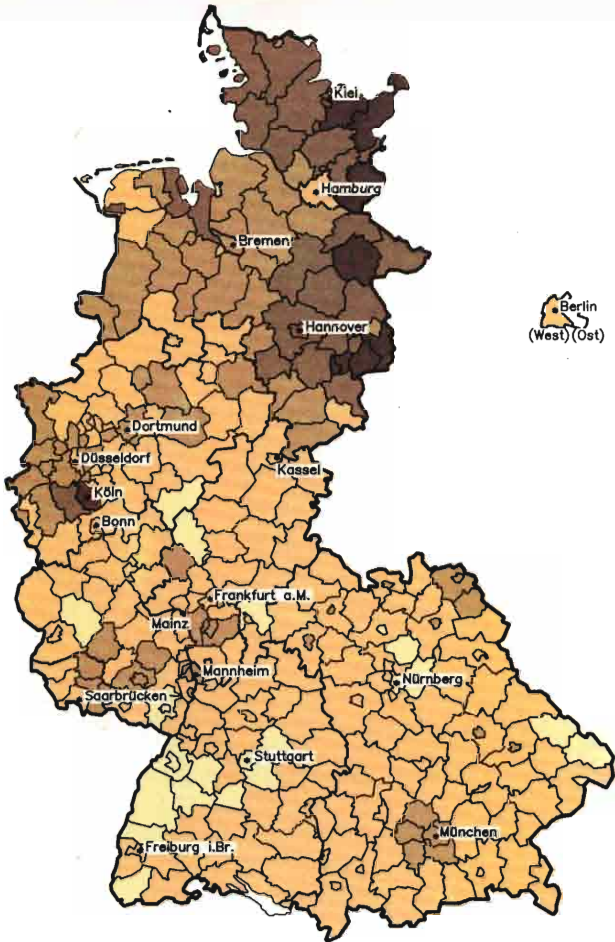 Kiel
Hamburg
Bremen
Berlin
Hannover
(West) (Ost)
Dortmund
Düsseldorf
Kassel
Köln
Bonn
Frankfurt a.M.
Mainz
Mannheim
Nürnberg
Saarbrücken
Stuttgart
München
Freiburg i.Br.